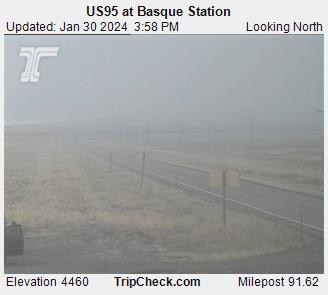 US95 at Basque Station
Updated: Jan 30 2024 3:58 PM Looking North
Elevation 4460 TripCheck.com Milepost 91.62